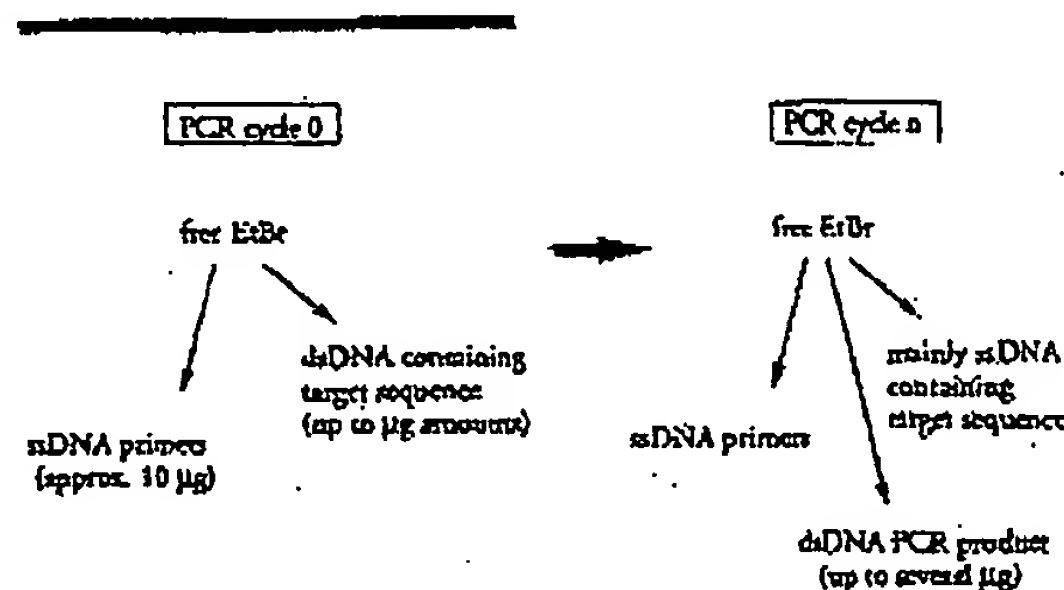 PCR cycle 0
free EtBr
ssDNA primers
(approx. 10 µg)
dsDNA containing
target sequence
(up to µg amounts)
PCR cycle n
free EtBr
ssDNA primers
mainly ssDNA
containing
target sequence
dsDNA PCR product
(up to several µg)